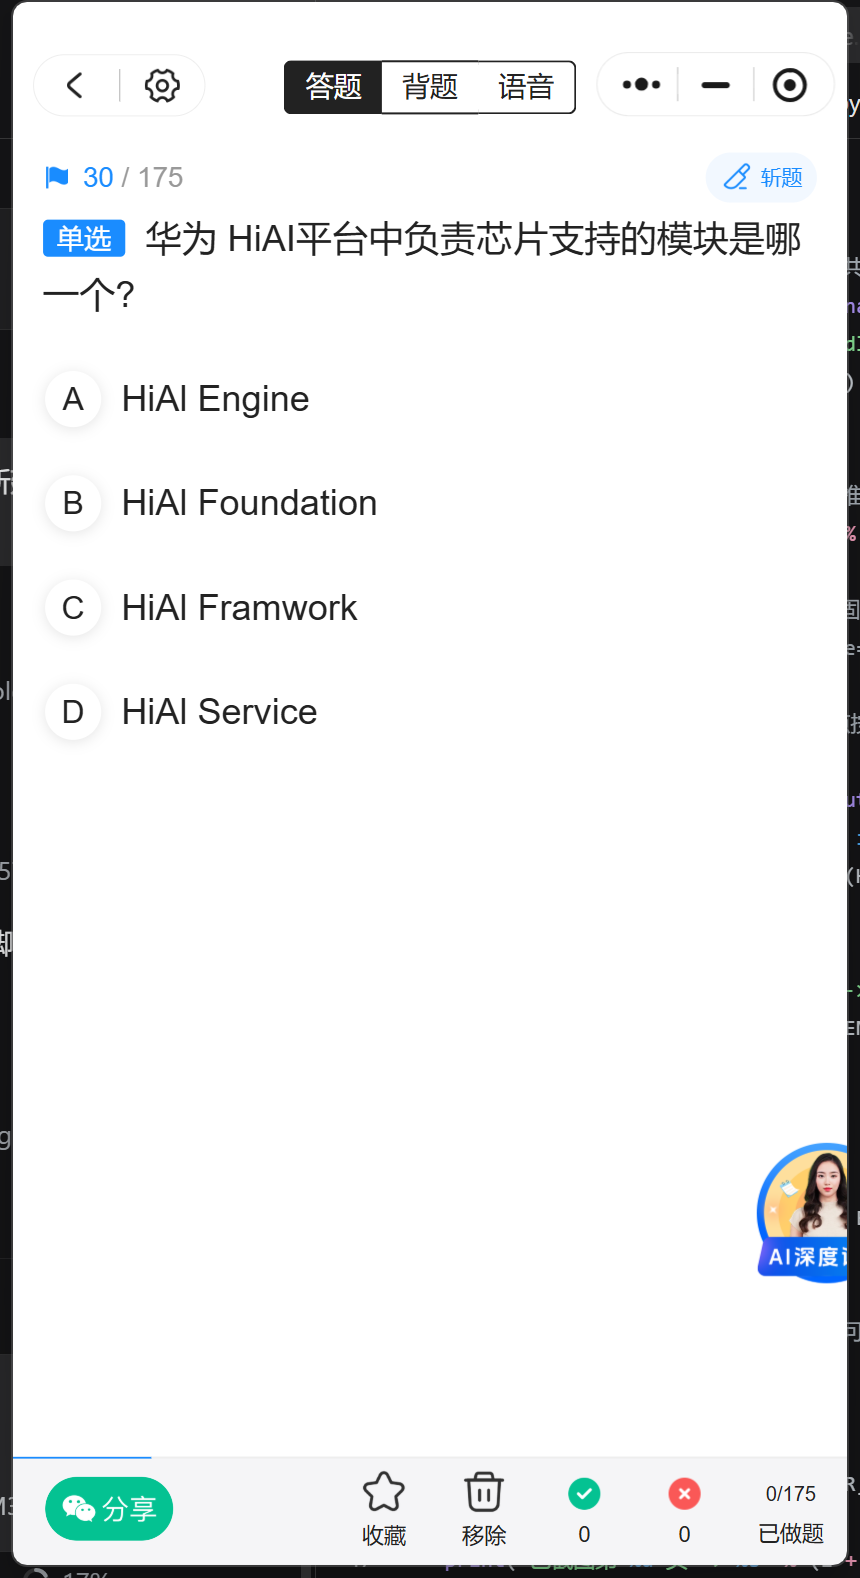 答题 背题 语音
30 / 175
斩题
单选 华为 HiAI平台中负责芯片支持的模块是哪
一个?
A HiAI Engine
B HiAI Foundation
C HiAI Framwork
D HiAI Service
AI深度
分享
收藏
移除
0
0
0/175
已做题